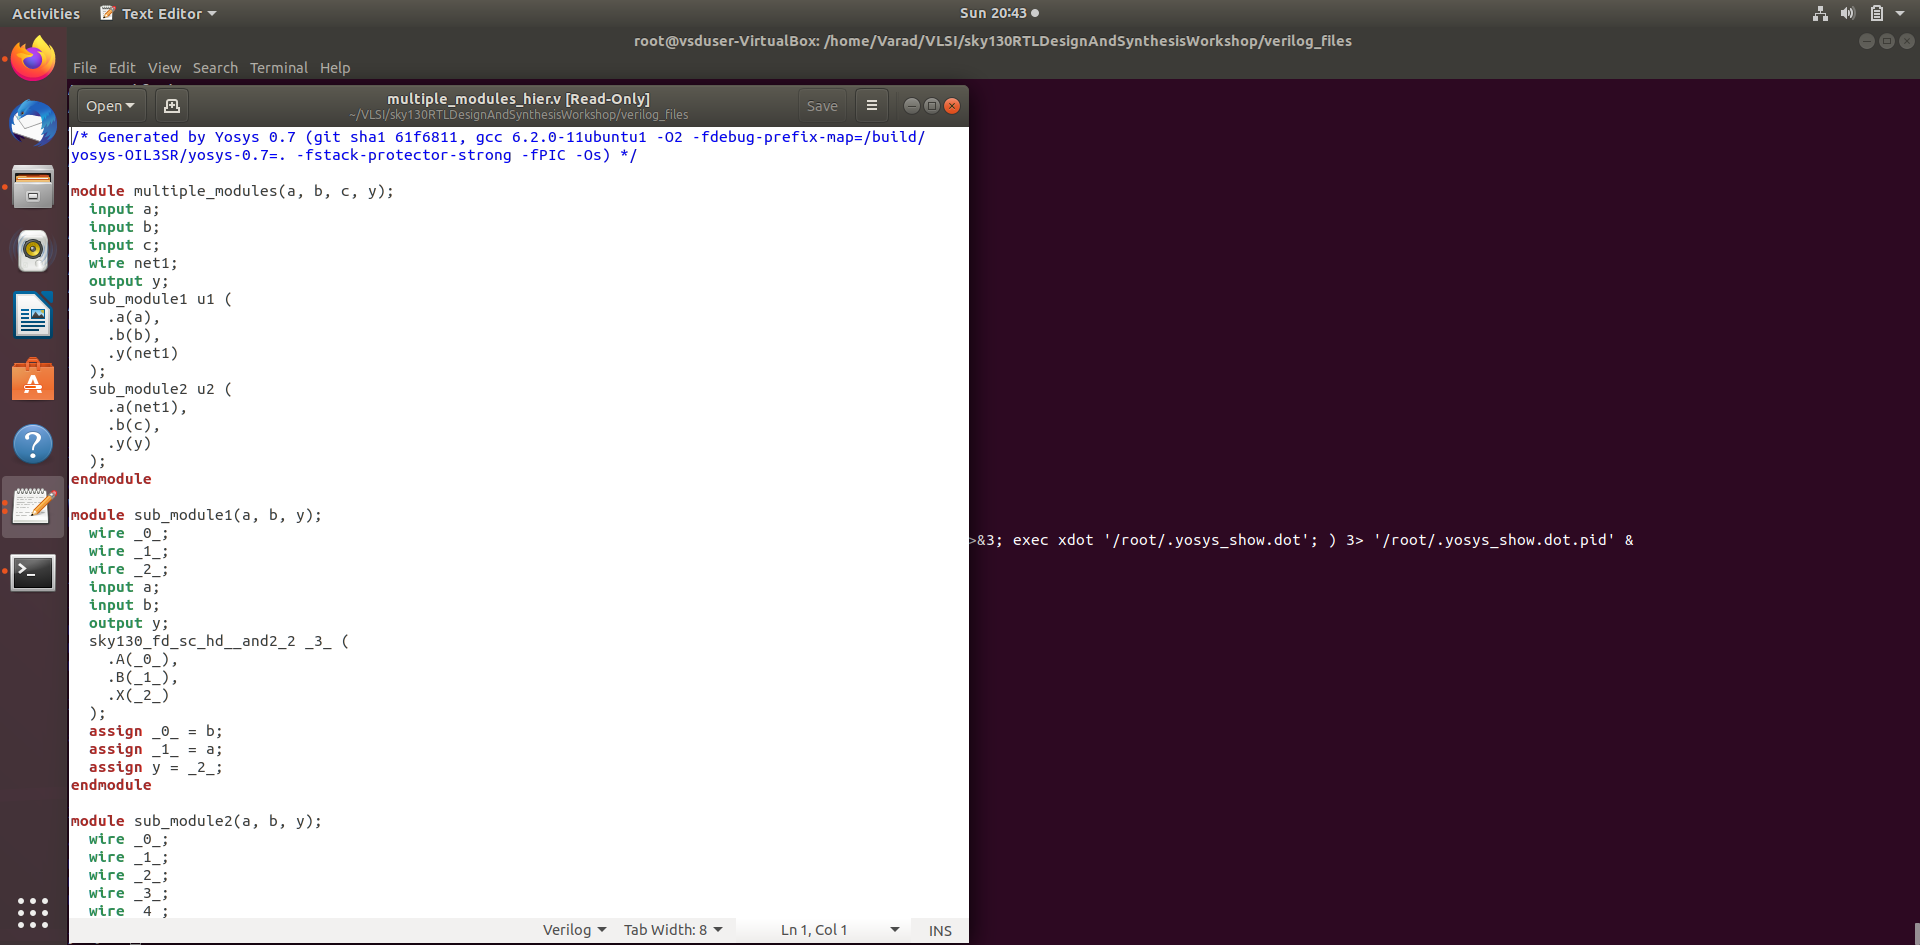 Activities
Text Editor
Sun 20:43
root@vsduser-VirtualBox: /home/Varad/VLSI/sky130RTLDesignAndSynthesisWorkshop/verilog_files
File Edit View Search Terminal Help
Open
multiple_modules_hier.v [Read-Only]
~/VLSI/sky130RTLDesignAndSynthesisWorkshop/verilog_files
Save
/* Generated by Yosys 0.7 (git sha1 61f6811, gcc 6.2.0-11ubuntu1 -O2 -fdebug-prefix-map=/build/
yosys-OIL3SR/yosys-0.7=. -fstack-protector-strong -fPIC -Os) */
module multiple_modules(a, b, c, y);
input a;
input b;
input c;
wire net1;
output y;
sub_module1 u1 (
.a(a),
.b(b),
.y(net1)
);
sub_module2 u2 (
.a(net1),
.b(c),
.y(y)
);
endmodule
module sub_module1(a, b, y);
wire _0_;
wire _1_;
wire _2_;
input a;
input b;
output y;
sky130_fd_sc_hd__and2_2 _3_ (
.A(_0_),
.B(_1_),
.X(_2_)
);
assign _0_ = b;
assign _1_ = a;
assign y = _2_;
endmodule
module sub_module2(a, b, y);
wire _0_;
wire _1_;
wire _2_;
wire _3_;
wire _4_;
>&3; exec xdot '/root/.yosys_show.dot'; ) 3> '/root/.yosys_show.dot.pid' &
Verilog
Tab Width: 8
Ln 1, Col 1
INS